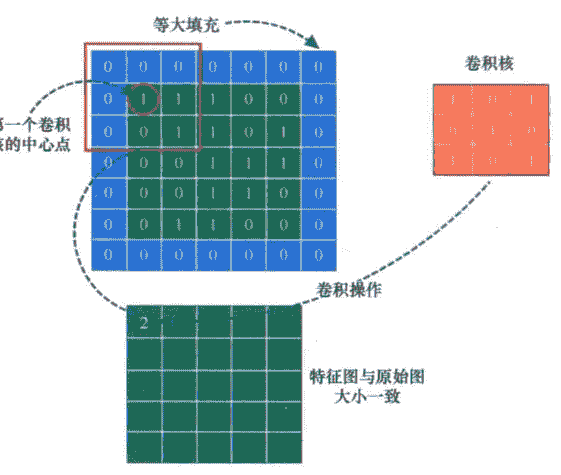 等大填充
卷积核
0 0 0 0 0 0 0
0 1 1 1 0 0 0
第一个卷积
核的中心点
0 0 1 1 0 1 0
0 0 0 1 1 1 0
0 0 0 1 1 0 0
0 0 1 1 0 0 0
0 0 0 0 0 0 0
卷积操作
2
特征图与原始图
大小一致